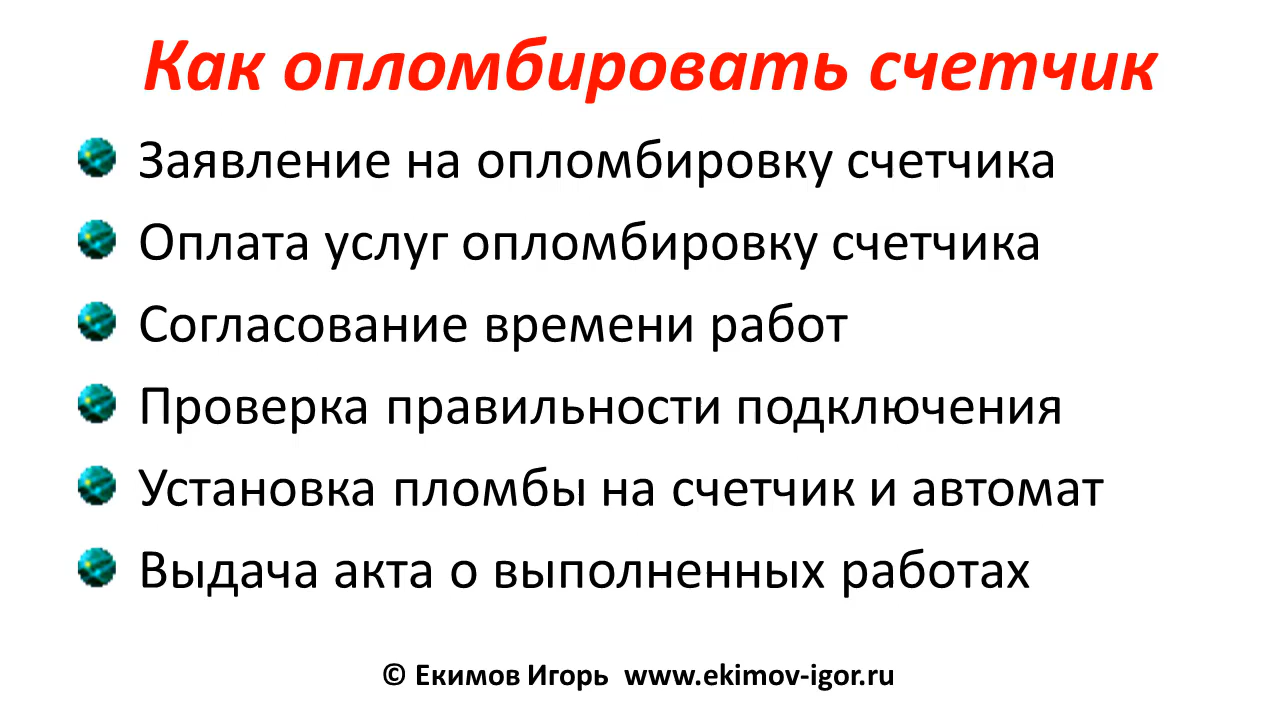 Как опломбировать счетчик
Заявление на опломбировку счетчика
Оплата услуг опломбировку счетчика
Согласование времени работ
Проверка правильности подключения
Установка пломбы на счетчик и автомат
Выдача акта о выполненных работах
© Екимов Игорь www.ekimov-igor.ru